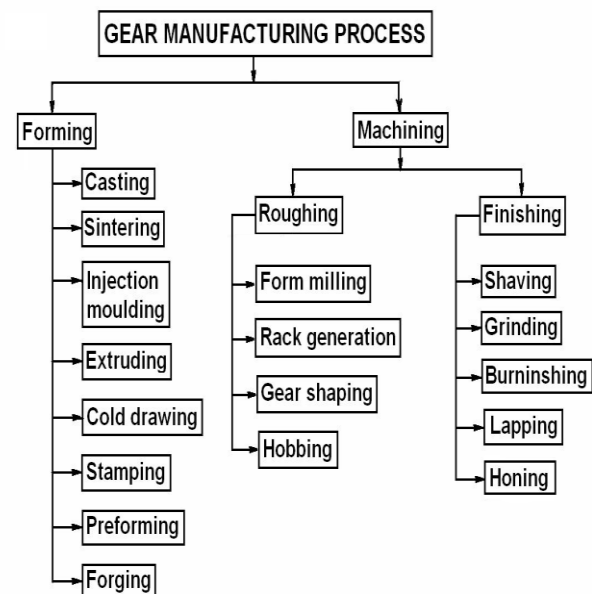 GEAR MANUFACTURING PROCESS
Forming
Casting
Sintering
Injection
moulding
Extruding
Cold drawing
Stamping
Preforming
Forging
Machining
Roughing
Form milling
Rack generation
Gear shaping
Hobbing
Finishing
Shaving
Grinding
Burninshing
Lapping
Honing